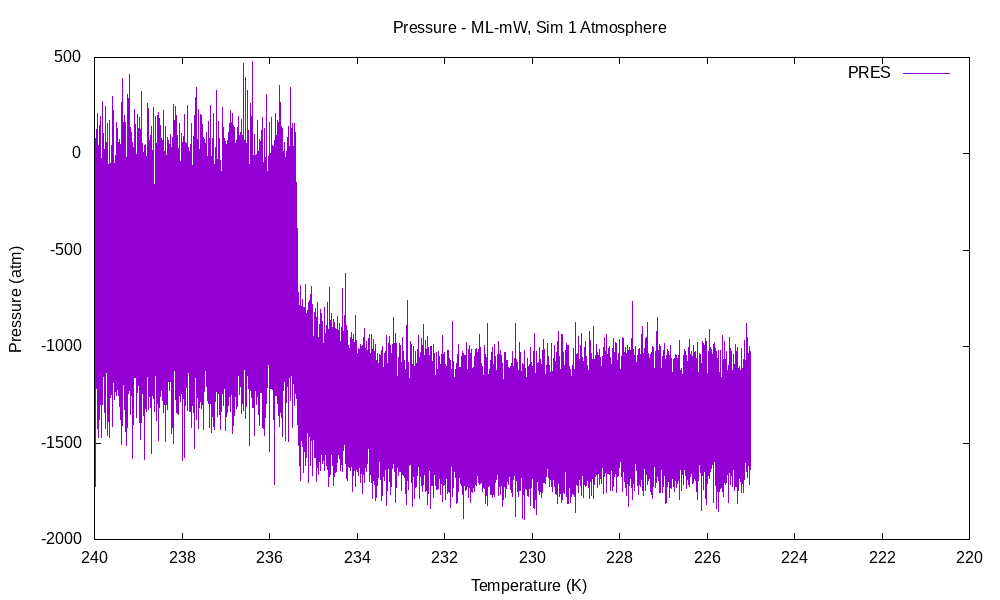 Pressure - ML-mW, Sim 1 Atmosphere
PRES
Pressure (atm)
500
0
-500
-1000
-1500
-2000
240 238 236 234 232 230 228 226 224 222 220
Temperature (K)